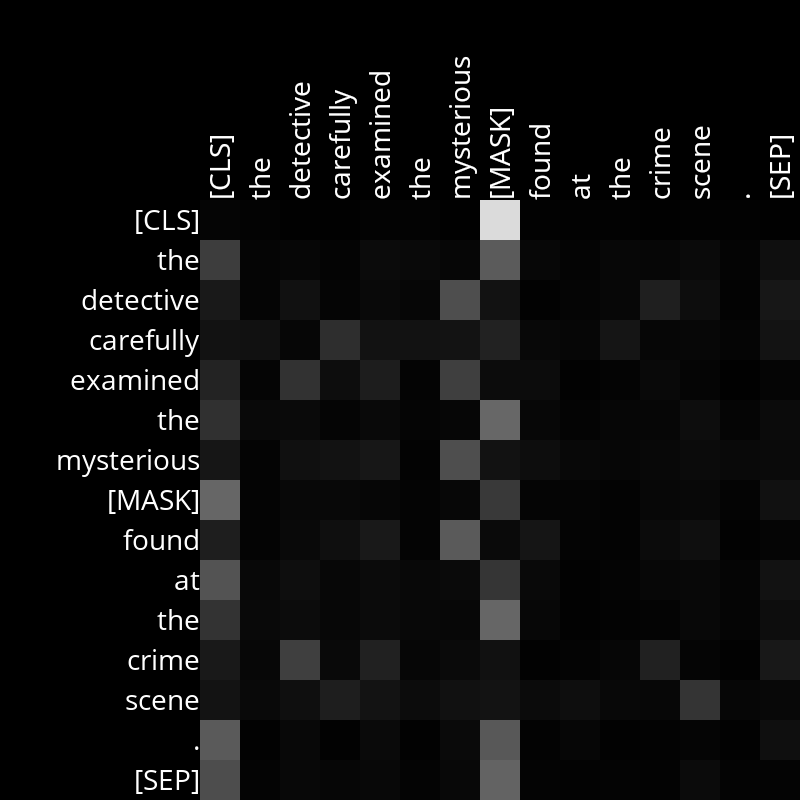 [CLS] the detective carefully examined the mysterious [MASK] found at the crime scene . [SEP]
[CLS]
the
detective
carefully
examined
the
mysterious
[MASK]
found
at
the
crime
scene
.
[SEP]